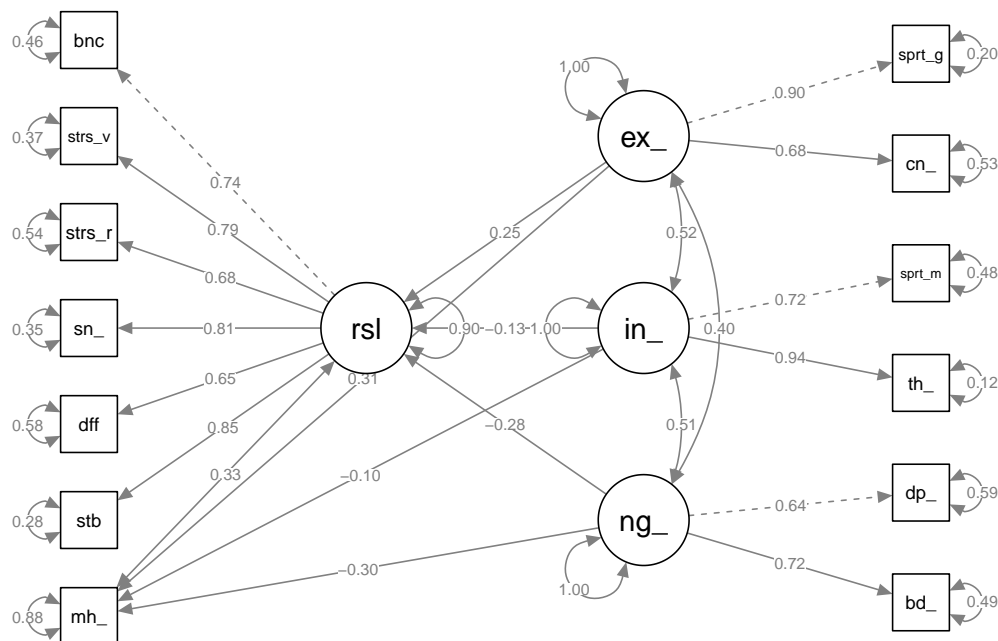 bnc
0.46
strs_v
0.37
strs_r
0.54
sn_
0.35
dff
0.58
stb
0.28
mh_
0.88
0.74
0.79
0.68
0.81
0.65
0.85
0.33
0.31
rsl
0.90
−0.13
1.00
0.25
−0.28
−0.10
−0.30
ex_
1.00
in_
ng_
1.00
0.52
0.40
0.51
0.90
0.68
0.72
0.94
0.64
0.72
sprt_g
0.20
cn_
0.53
sprt_m
0.48
th_
0.12
dp_
0.59
bd_
0.49